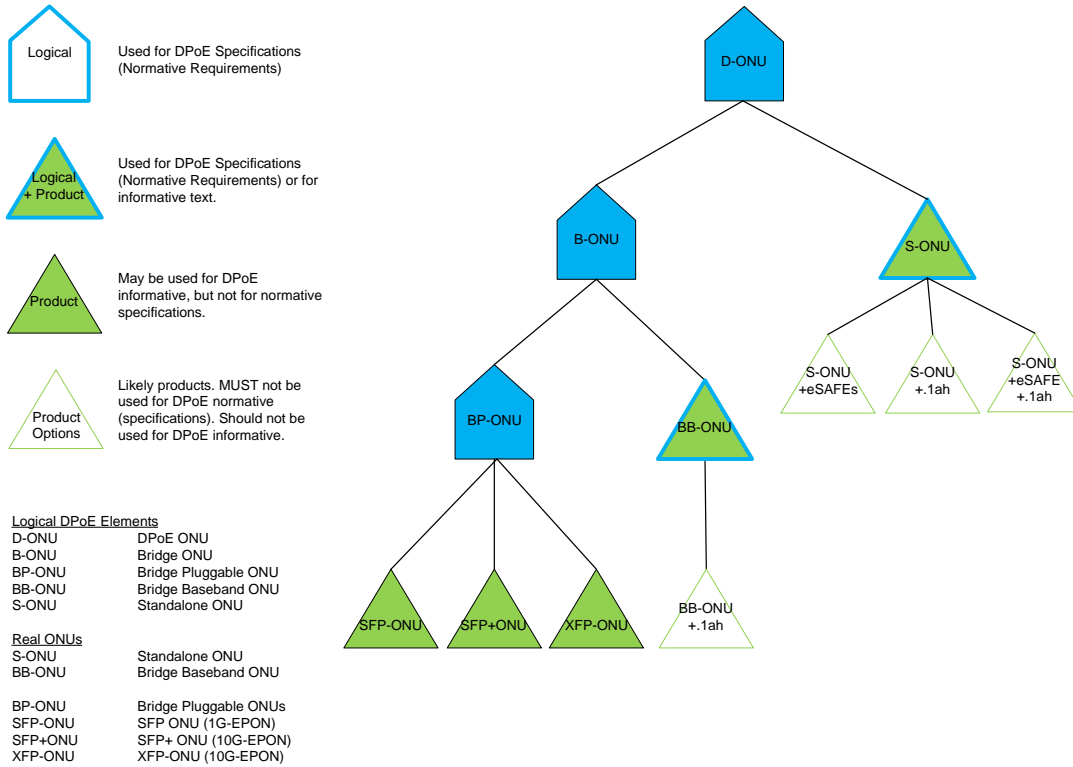 Logical
Used for DPoE Specifications
(Normative Requirements)
Logical
+ Product
Used for DPoE Specifications
(Normative Requirements) or for
informative text.
Product
May be used for DPoE
informative, but not for normative
specifications.
Product
Options
Likely products. MUST not be
used for DPoE normative
(specifications). Should not be
used for DPoE informative.
Logical DPoE Elements
D-ONU DPoE ONU
B-ONU Bridge ONU
BP-ONU Bridge Pluggable ONU
BB-ONU Bridge Baseband ONU
S-ONU Standalone ONU
Real ONUs
S-ONU Standalone ONU
BB-ONU Bridge Baseband ONU
BP-ONU Bridge Pluggable ONUs
SFP-ONU SFP ONU (1G-EPON)
SFP+ONU SFP+ ONU (10G-EPON)
XFP-ONU XFP-ONU (10G-EPON)
D-ONU
B-ONU
S-ONU
S-ONU
+eSAFEs
S-ONU
+.1ah
S-ONU
+eSAFE
+.1ah
BP-ONU
BB-ONU
SFP-ONU
SFP+ONU
XFP-ONU
BB-ONU
+.1ah